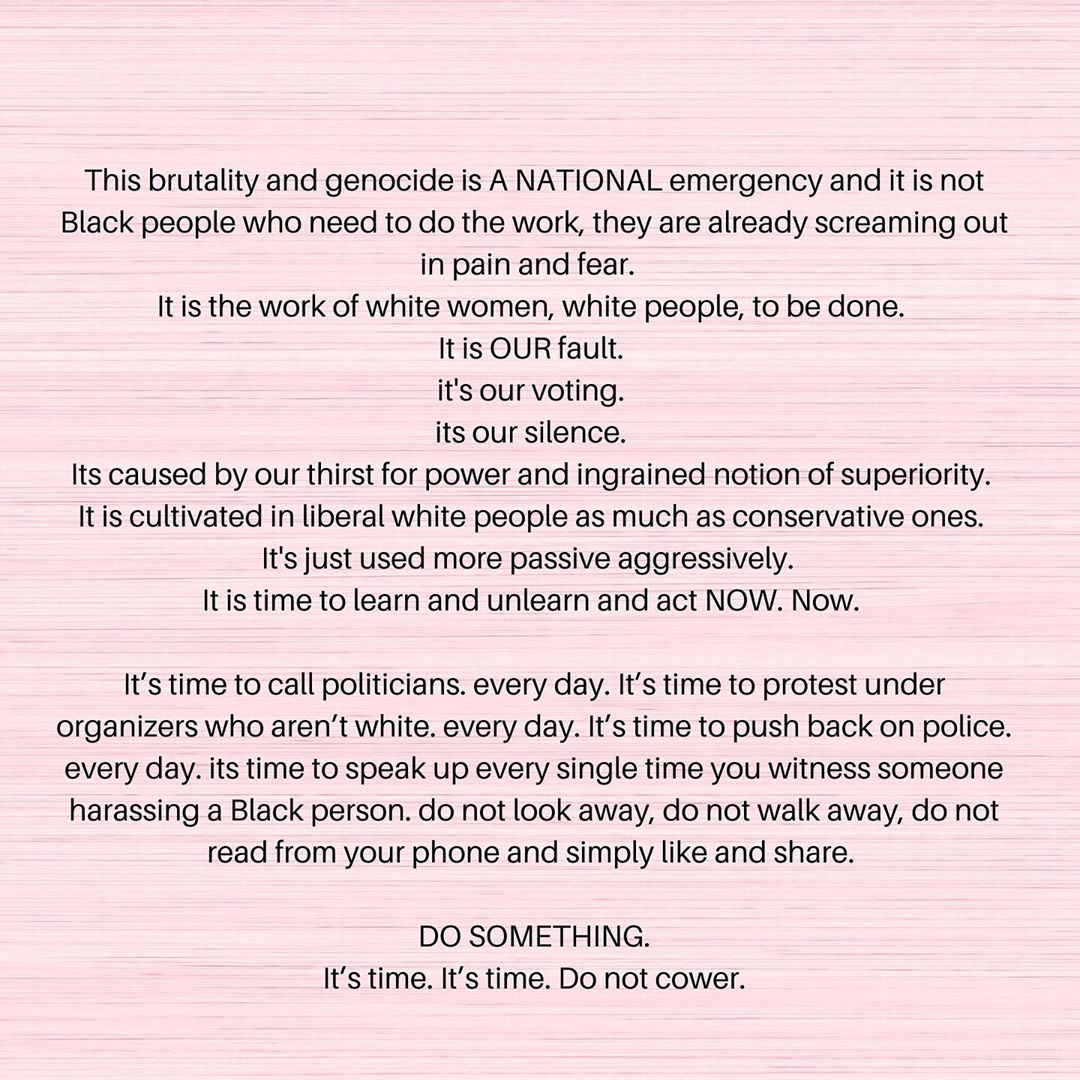 This brutality and genocide is A NATIONAL emergency and it is not
Black people who need to do the work, they are already screaming out
in pain and fear.
It is the work of white women, white people, to be done.
It is OUR fault.
it's our voting.
its our silence.
Its caused by our thirst for power and ingrained notion of superiority.
It is cultivated in liberal white people as much as conservative ones.
It's just used more passive aggressively.
It is time to learn and unlearn and act NOW. Now.
It’s time to call politicians. every day. It’s time to protest under
organizers who aren’t white. every day. It’s time to push back on police.
every day. its time to speak up every single time you witness someone
harassing a Black person. do not look away, do not walk away, do not
read from your phone and simply like and share.
DO SOMETHING.
It’s time. It’s time. Do not cower.